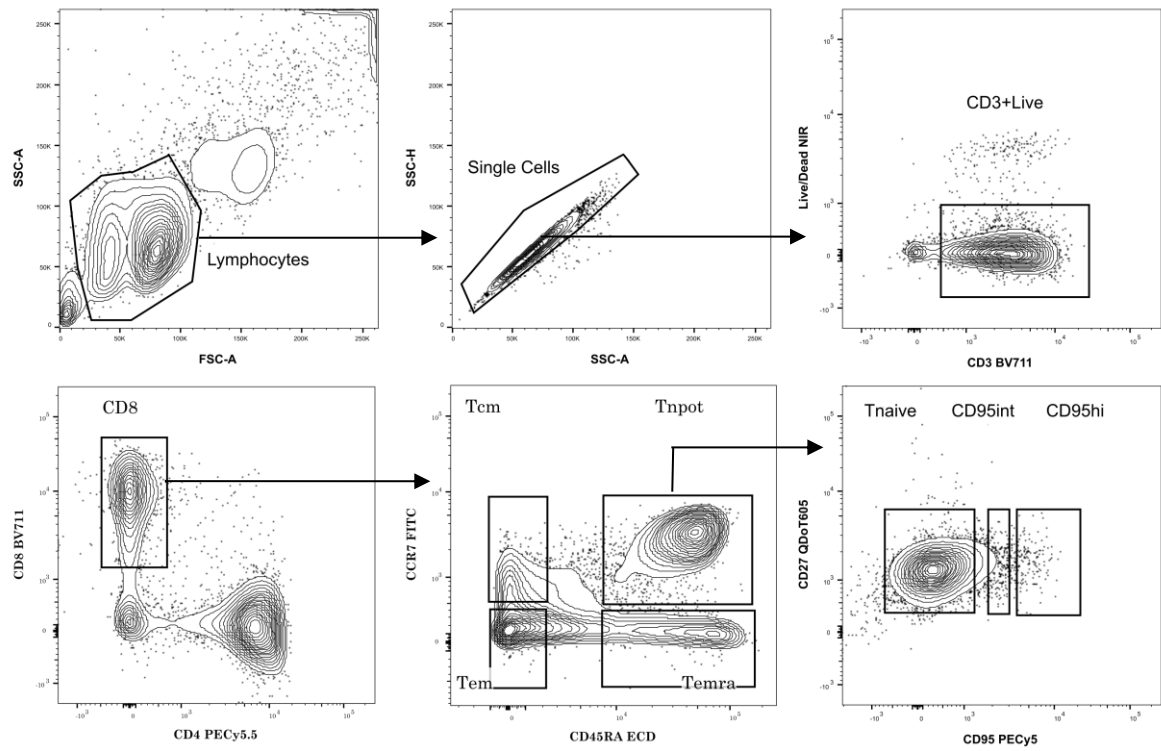 250K
200K
150K
100K
50K
0
SSC-A
Lymphocytes
0
50K
100K
150K
200K
250K
FSC-A
250K
200K
150K
100K
50K
0
SSC-H
Single Cells
0
50K
100K
150K
200K
250K
SSC-A
10^5
10^4
10^3
0
-10^3
Live/Dead NIR
CD3+Live
-10^3
0
10^3
10^4
10^5
CD3 BV711
CD8
10^5
10^4
10^3
0
-10^3
CD8 BV711
-10^3
0
10^3
10^4
10^5
CD4 PECy5.5
Tcm
Tnpot
10^5
10^4
10^3
0
CCR7 FITC
Tem
Temra
0
10^4
10^5
CD45RA ECD
Tnaive
CD95int
CD95hi
10^5
10^4
10^3
0
-10^3
CD27 QDoT605
-10^3
0
10^3
10^4
10^5
CD95 PECy5